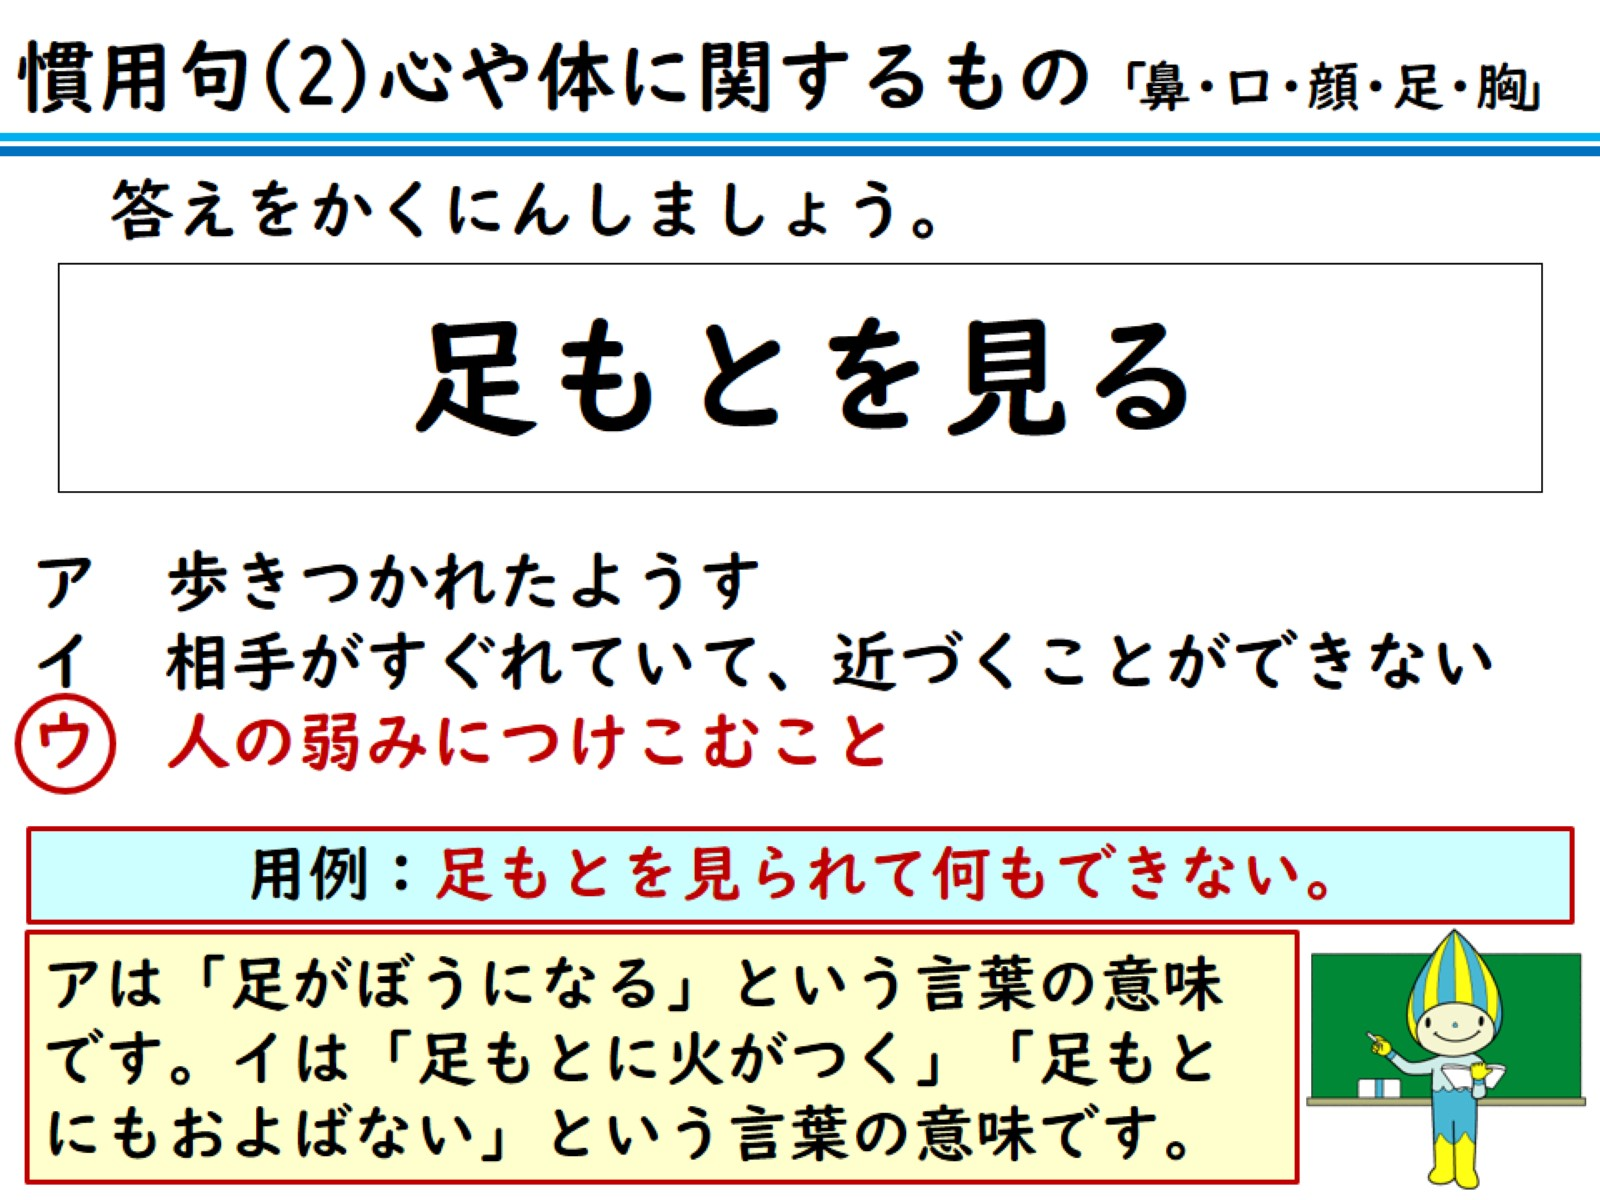 慣用句(2)心や体に関するもの「鼻・口・顔・足・胸」
答えをかくにんしましょう。
足もとを見る
ア　歩きつかれたようす
イ　相手がすぐれていて、近づくことができない
ウ　人の弱みにつけこむこと
用例：足もとを見られて何もできない。
アは「足がぼうになる」という言葉の意味
です。イは「足もとに火がつく」「足もと
にもおよばない」という言葉の意味です。